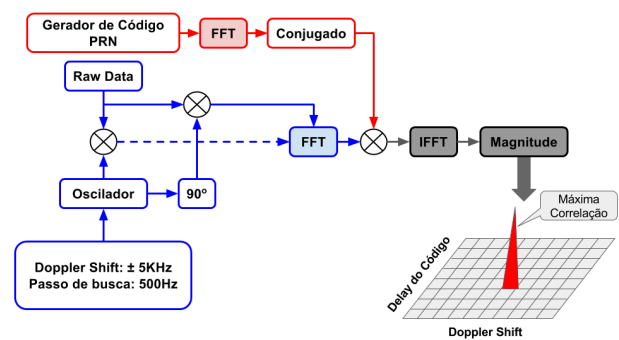 Gerador de Código
PRN
FFT
Conjugado
Raw Data
FFT
IFFT
Magnitude
Oscilador
90º
Máxima
Correlação
Doppler Shift: ± 5KHz
Passo de busca: 500Hz
Delay do Código
Doppler Shift